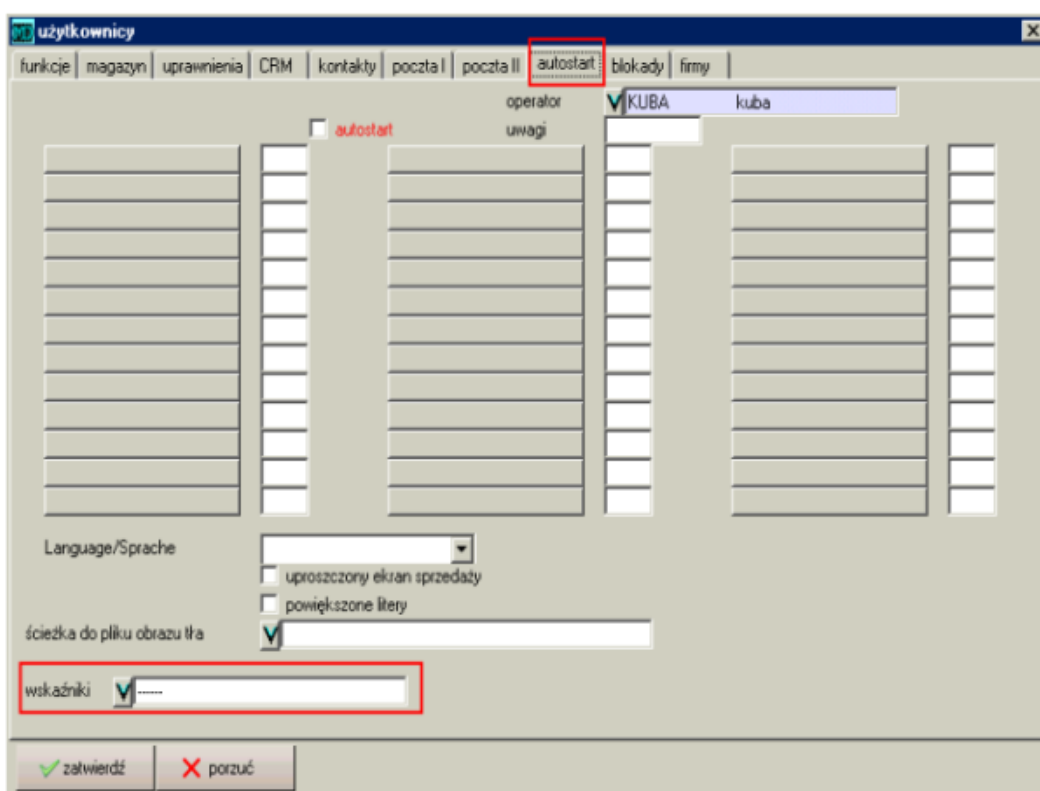 użytkownicy
funkcje magazyn uprawnienia CRM kontakty poczta I poczta II autostart blokady firmy
operator KUBA kuba
autostart uwagi
Language/Sprache
uproszczony ekran sprzedaży
powiększone litery
ścieżka do pliku obrazu tła
wskaźniki ------
zatwierdź porzuć